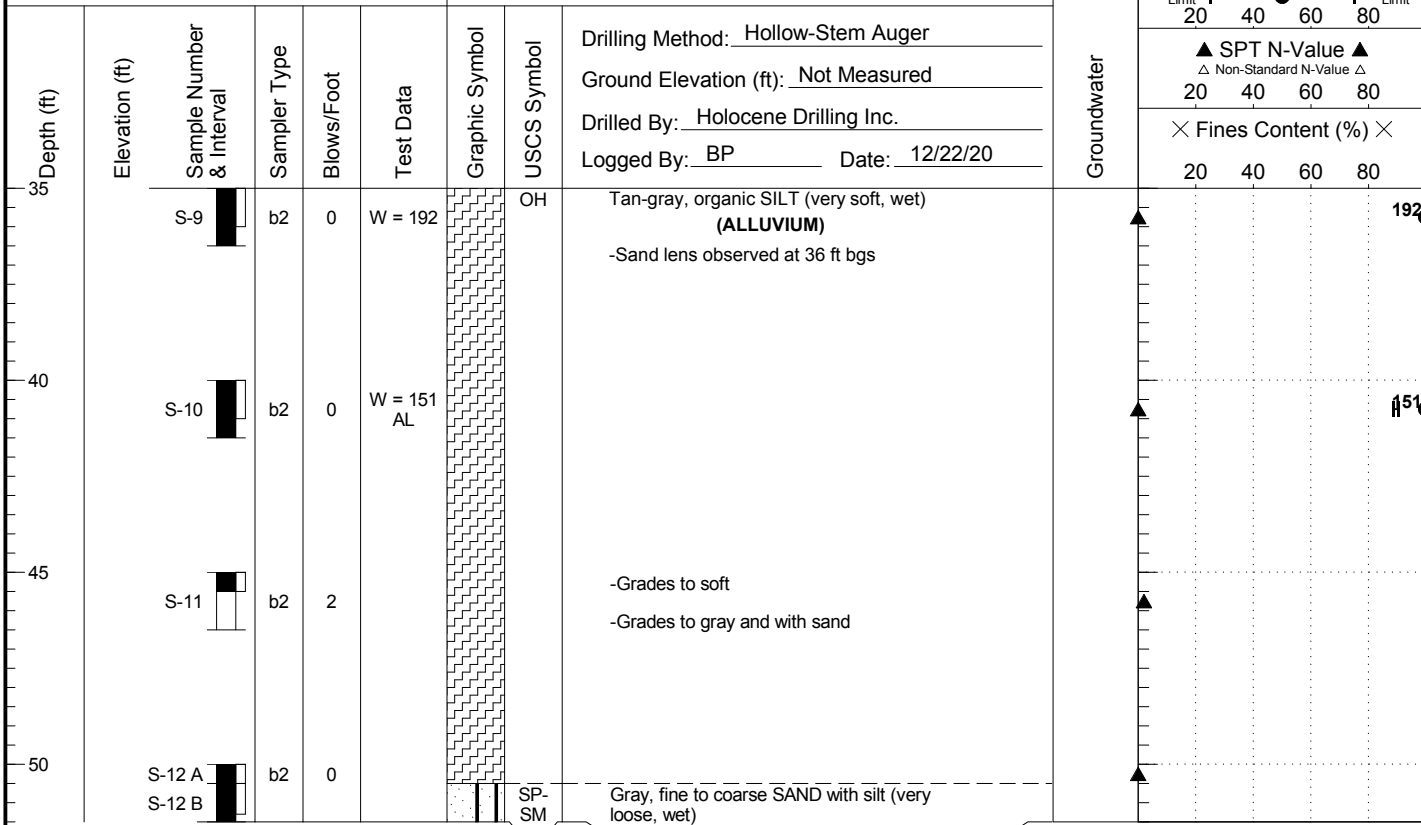 Depth (ft)
Elevation (ft)
Sample Number
& Interval
Sampler Type
Blows/Foot
Test Data
Graphic Symbol
USCS Symbol
Drilling Method: Hollow-Stem Auger
Ground Elevation (ft): Not Measured
Drilled By: Holocene Drilling Inc.
Logged By: BP Date: 12/22/20
Groundwater
Limit Limit
20 40 60 80
▲ SPT N-Value ▲
△ Non-Standard N-Value △
20 40 60 80
× Fines Content (%) ×
20 40 60 80
35
S-9 b2 0 W = 192 OH Tan-gray, organic SILT (very soft, wet) 192
(ALLUVIUM)
-Sand lens observed at 36 ft bgs
40
S-10 b2 0 W = 151 151
AL
45
-Grades to soft
S-11 b2 2
-Grades to gray and with sand
50
S-12 A b2 0
S-12 B
SP- Gray, fine to coarse SAND with silt (very
SM loose, wet)